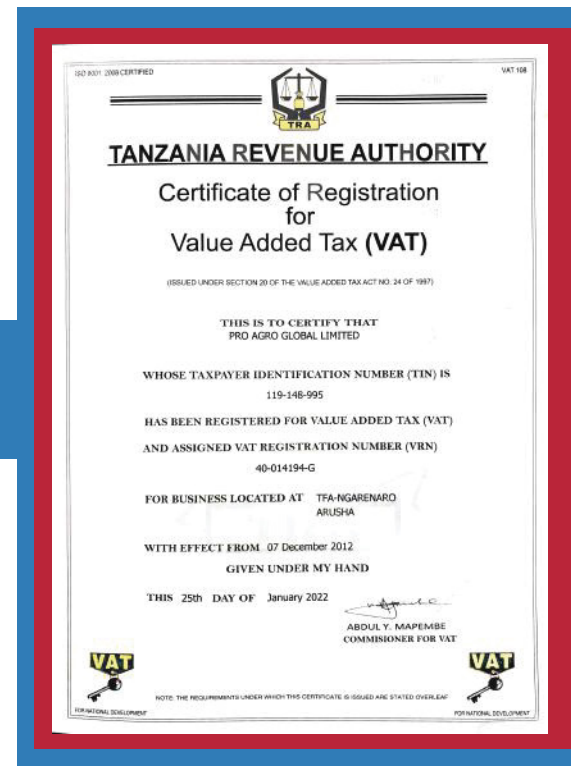 ISO 9001: 2008 CERTIFIED
VAT 108
TRA
TANZANIA REVENUE AUTHORITY
Certificate of Registration
for
Value Added Tax (VAT)
(ISSUED UNDER SECTION 20 OF THE VALUE ADDED TAX ACT NO. 24 OF 1997)
THIS IS TO CERTIFY THAT
PRO AGRO GLOBAL LIMITED
WHOSE TAXPAYER IDENTIFICATION NUMBER (TIN) IS
119-148-995
HAS BEEN REGISTERED FOR VALUE ADDED TAX (VAT)
AND ASSIGNED VAT REGISTRATION NUMBER (VRN)
40-014194-G
FOR BUSINESS LOCATED AT TFA-NGARENARO
ARUSHA
WITH EFFECT FROM 07 December 2012
GIVEN UNDER MY HAND
THIS 25th DAY OF January 2022
ABDUL Y. MAPEMBE
COMMISIONER FOR VAT
VAT
VAT
NOTE: THE REQUIREMENTS UNDER WHICH THIS CERTIFICATE IS ISSUED ARE STATED OVERLEAF
FOR NATIONAL DEVELOPMENT
FOR NATIONAL DEVELOPMENT